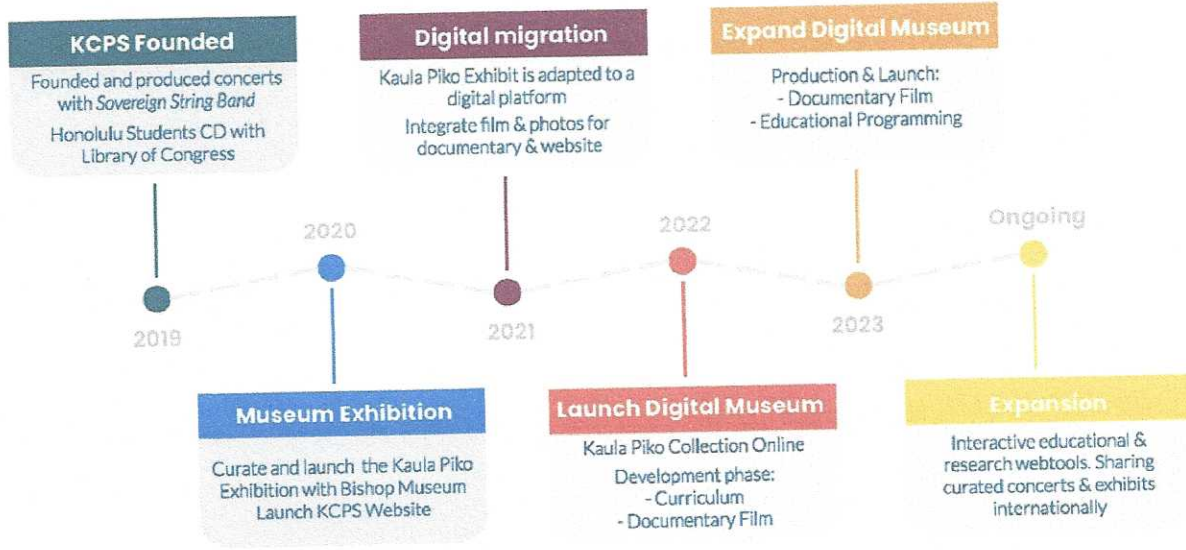 KCPS Founded
Founded and produced concerts
with Sovereign String Band
Honolulu Students CD with
Library of Congress
2019
2020
Museum Exhibition
Curate and launch the Kaula Piko
Exhibition with Bishop Museum
Launch KCPS Website
Digital migration
Kaula Piko Exhibit is adapted to a
digital platform
Integrate film & photos for
documentary & website
2021
2022
Launch Digital Museum
Kaula Piko Collection Online
Development phase:
- Curriculum
- Documentary Film
Expand Digital Museum
Production & Launch:
- Documentary Film
- Educational Programming
2023
Ongoing
Expansion
Interactive educational &
research webtools. Sharing
curated concerts & exhibits
internationally